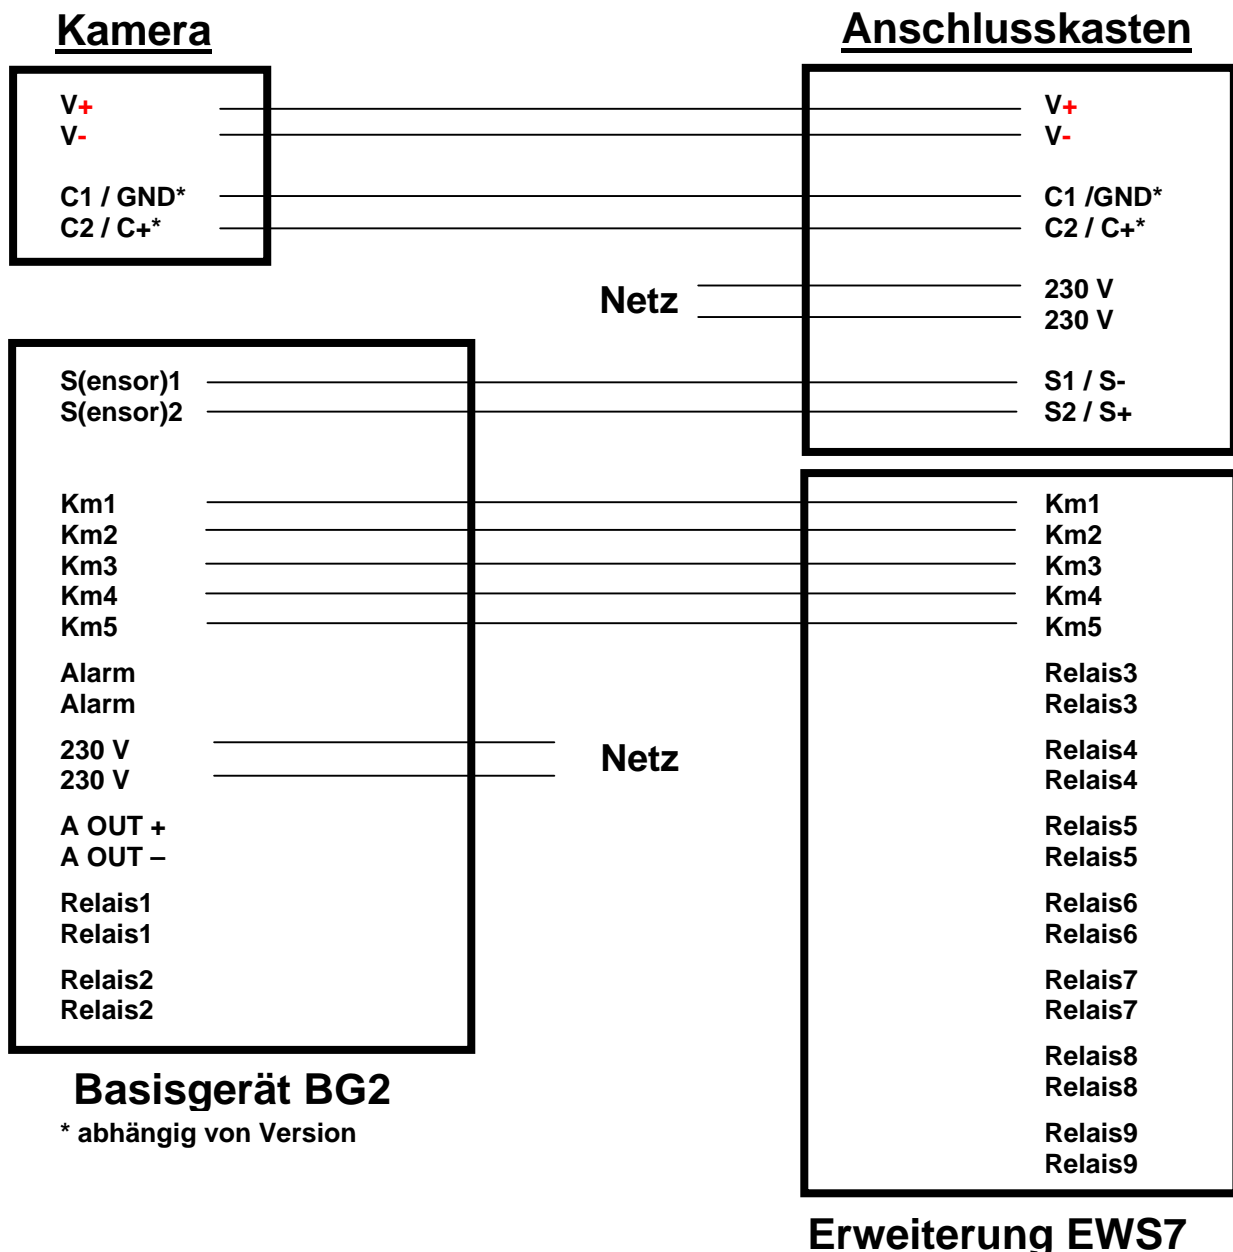 Kamera
V+
V-
C1 / GND*
C2 / C+*
Anschlusskasten
V+
V-
C1 /GND*
C2 / C+*
Netz
230 V
230 V
S1 / S-
S2 / S+
S(ensor)1
S(ensor)2
Km1
Km2
Km3
Km4
Km5
Alarm
Alarm
230 V
230 V
Netz
A OUT +
A OUT –
Relais1
Relais1
Relais2
Relais2
Basisgerät BG2
* abhängig von Version
Km1
Km2
Km3
Km4
Km5
Relais3
Relais3
Relais4
Relais4
Relais5
Relais5
Relais6
Relais6
Relais7
Relais7
Relais8
Relais8
Relais9
Relais9
Erweiterung EWS7